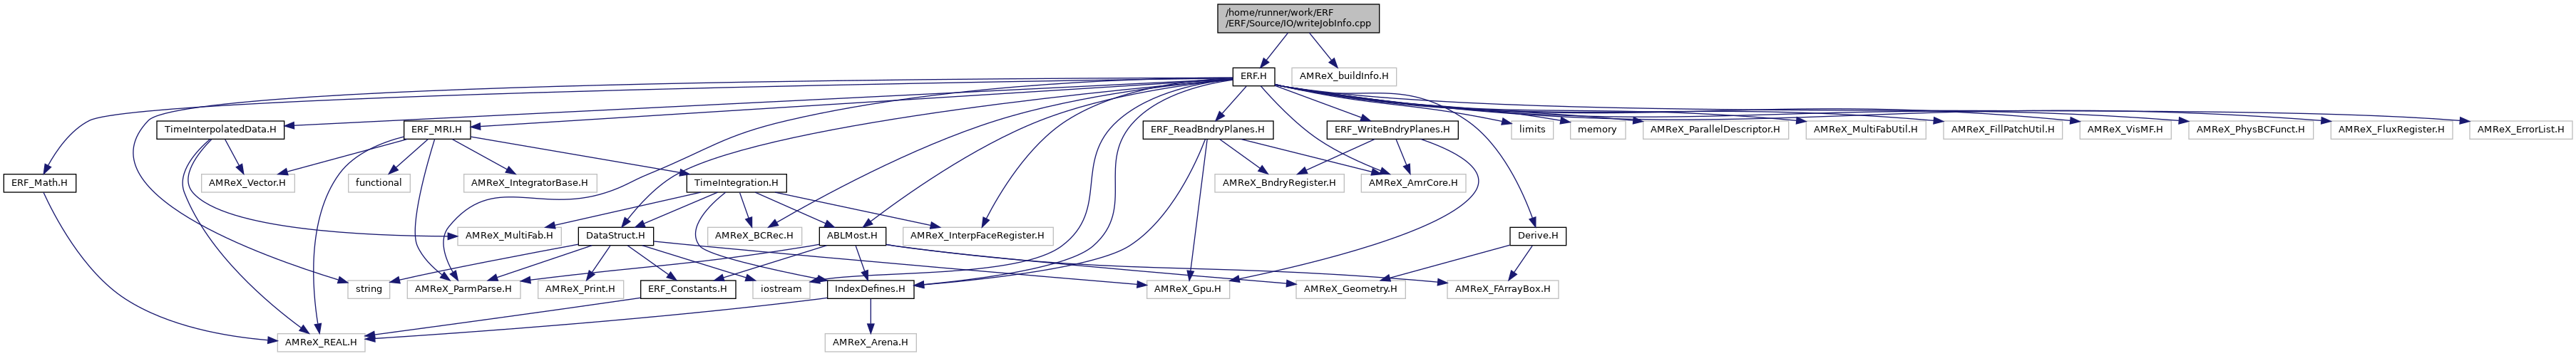 /home/runner/work/ERF
/ERF/Source/IO/writeJobInfo.cpp
ERF.H
AMReX_buildInfo.H
TimeInterpolatedData.H
ERF_MRI.H
ERF_ReadBndryPlanes.H
ERF_WriteBndryPlanes.H
limits
memory
AMReX_ParallelDescriptor.H
AMReX_MultiFabUtil.H
AMReX_FillPatchUtil.H
AMReX_VisMF.H
AMReX_PhysBCFunct.H
AMReX_FluxRegister.H
AMReX_ErrorList.H
ERF_Math.H
AMReX_Vector.H
functional
AMReX_IntegratorBase.H
TimeIntegration.H
AMReX_BndryRegister.H
AMReX_AmrCore.H
AMReX_MultiFab.H
DataStruct.H
AMReX_BCRec.H
ABLMost.H
AMReX_InterpFaceRegister.H
Derive.H
string
AMReX_ParmParse.H
AMReX_Print.H
ERF_Constants.H
iostream
IndexDefines.H
AMReX_Gpu.H
AMReX_Geometry.H
AMReX_FArrayBox.H
AMReX_REAL.H
AMReX_Arena.H